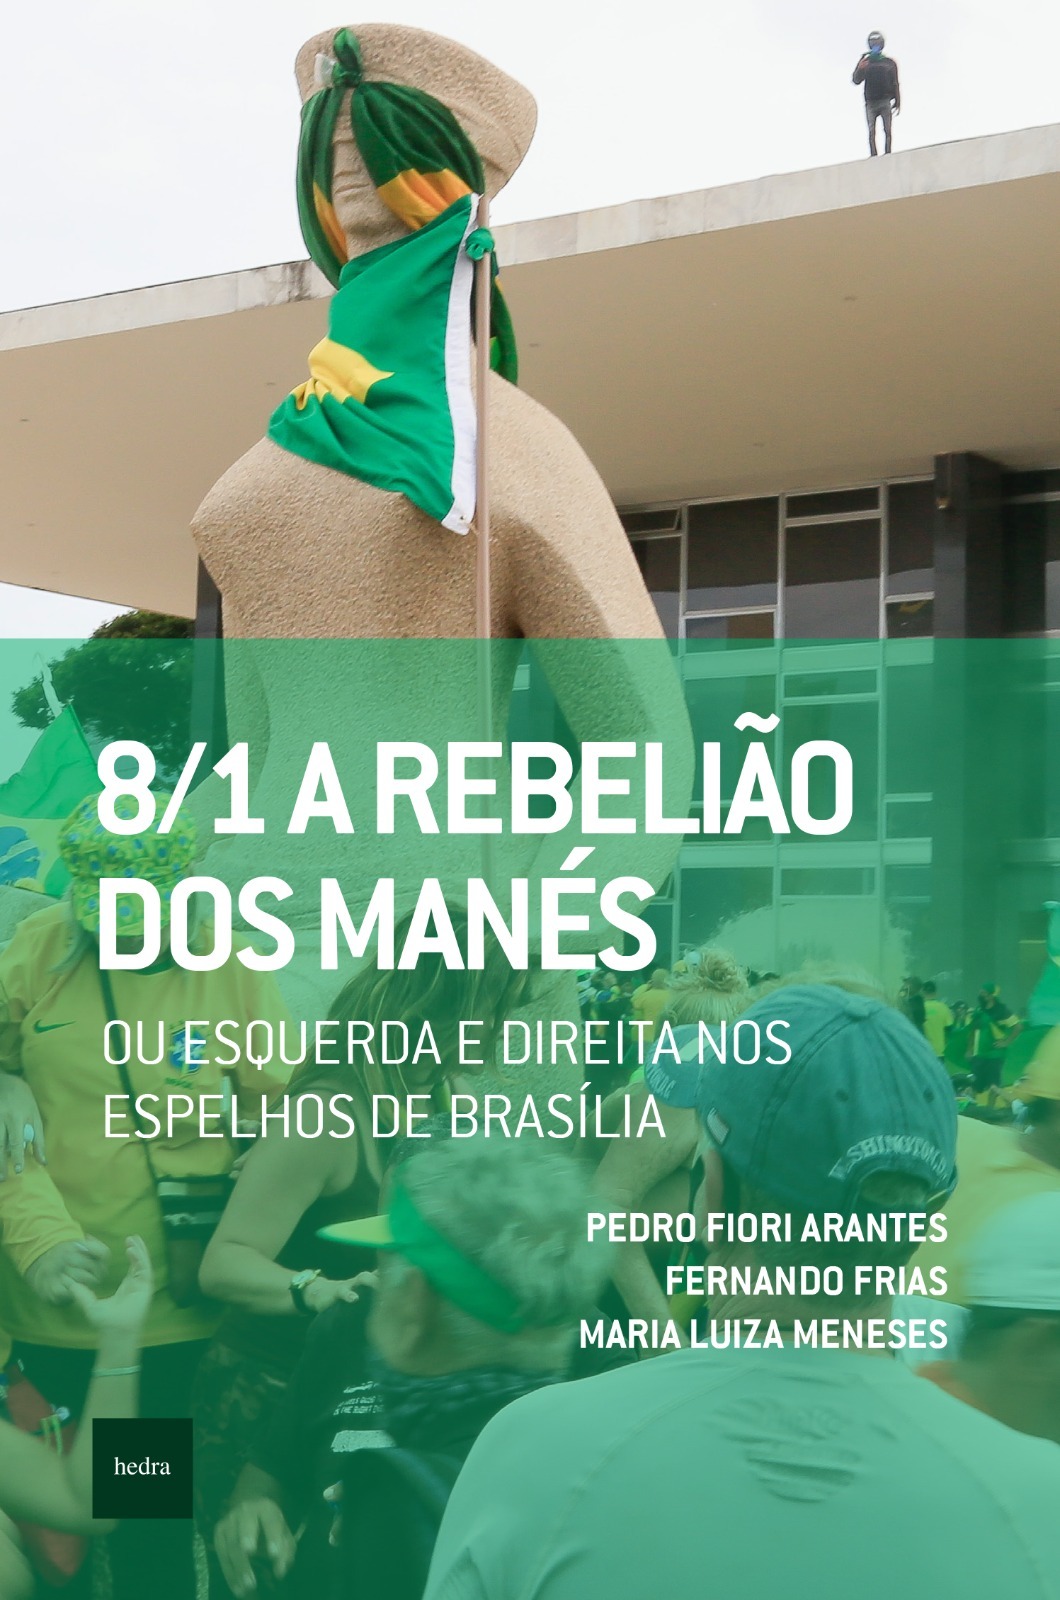 8/1 A REBELIÃO
DOS MANÉS
OU ESQUERDA E DIREITA NOS
ESPELHOS DE BRASÍLIA
PEDRO FIORI ARANTES
FERNANDO FRIAS
MARIA LUIZA MENESES
hedra